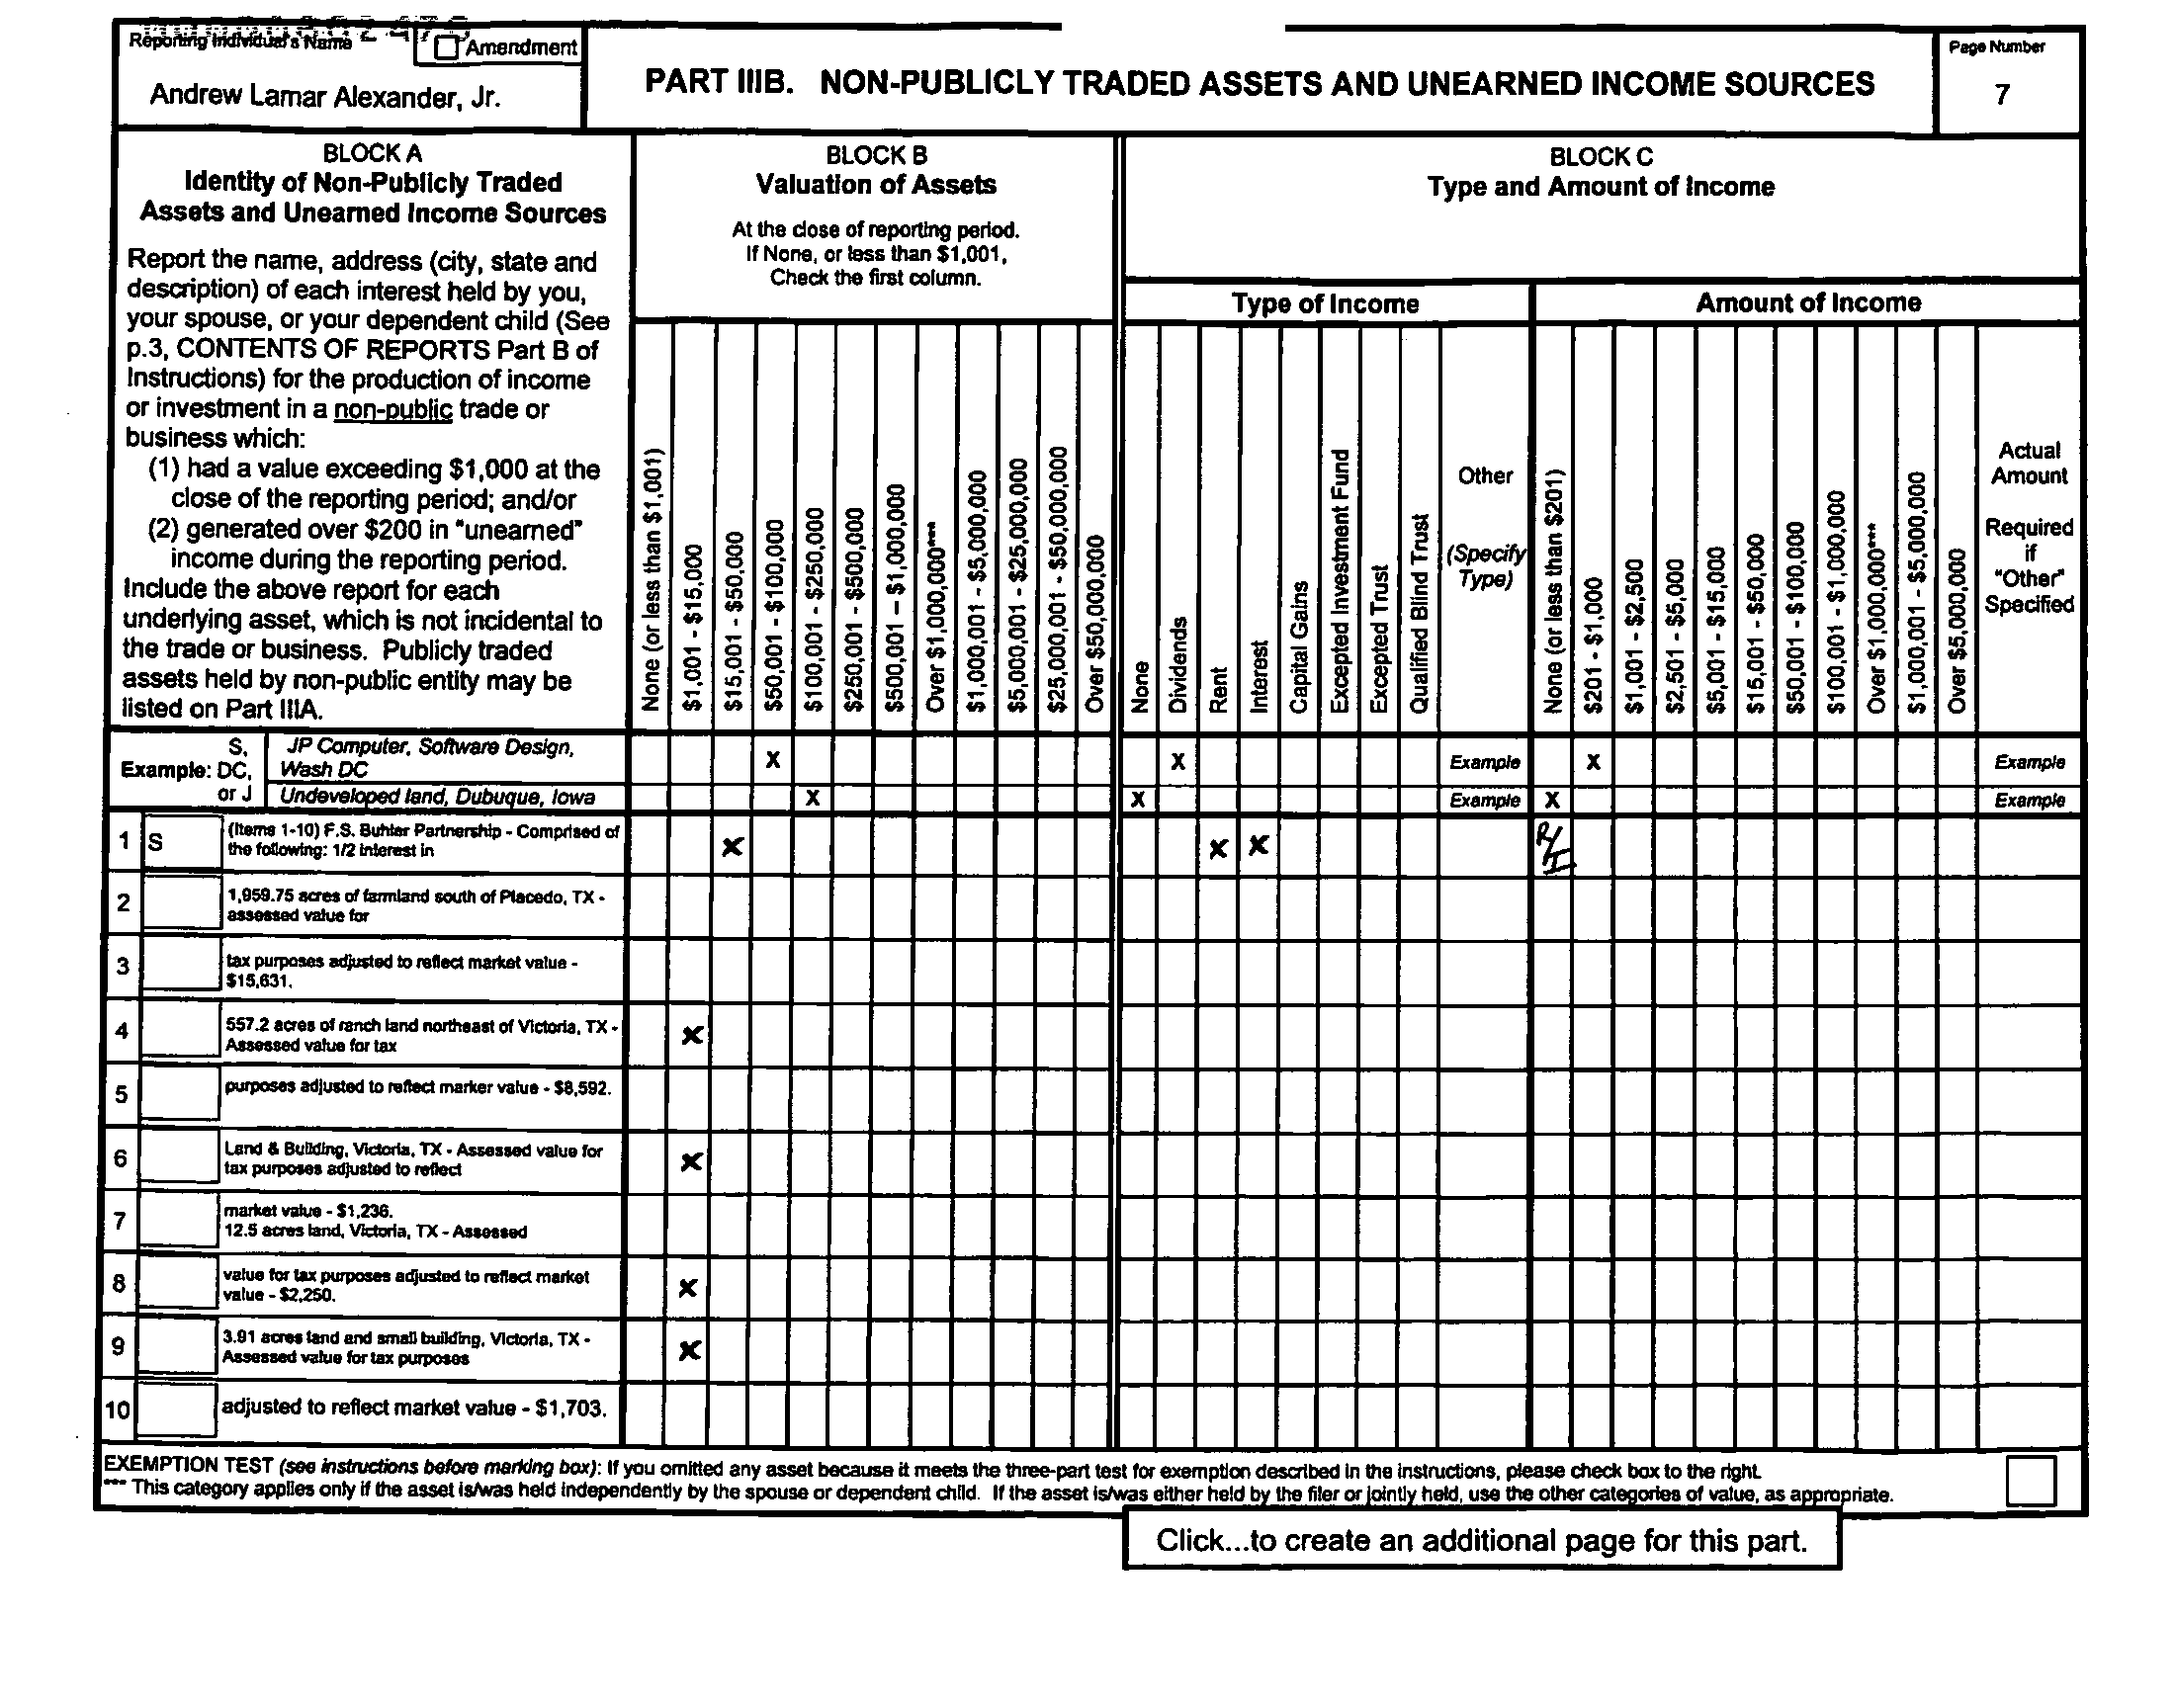 Reporting Individual's Name
Amendment
Andrew Lamar Alexander, Jr.
PART IIIB. NON-PUBLICLY TRADED ASSETS AND UNEARNED INCOME SOURCES
Page Number
7
BLOCK A
Identity of Non-Publicly Traded
Assets and Unearned Income Sources
Report the name, address (city, state and
description) of each interest held by you,
your spouse, or your dependent child (See
p.3, CONTENTS OF REPORTS Part B of
Instructions) for the production of income
or investment in a non-public trade or
business which:
(1) had a value exceeding $1,000 at the
close of the reporting period; and/or
(2) generated over $200 in "unearned"
income during the reporting period.
Include the above report for each
underlying asset, which is not incidental to
the trade or business. Publicly traded
assets held by non-public entity may be
listed on Part IIIA.
BLOCK B
Valuation of Assets
At the close of reporting period.
If None, or less than $1,001,
Check the first column.
None (or less than $1,001)
$1,001 - $15,000
$15,001 - $50,000
$50,001 - $100,000
$100,001 - $250,000
$250,001 - $500,000
$500,001 – $1,000,000
Over $1,000,000***
$1,000,001 - $5,000,000
$5,000,001 - $25,000,000
$25,000,001 - $50,000,000
Over $50,000,000
BLOCK C
Type and Amount of Income
Type of Income
None
Dividends
Rent
Interest
Capital Gains
Excepted Investment Fund
Excepted Trust
Qualified Blind Trust
Other
(Specify
Type)
Amount of Income
None (or less than $201)
$201 - $1,000
$1,001 - $2,500
$2,501 - $5,000
$5,001 - $15,000
$15,001 - $50,000
$50,001 - $100,000
$100,001 - $1,000,000
Over $1,000,000***
$1,000,001 - $5,000,000
Over $5,000,000
Actual
Amount
Required
if
"Other"
Specified
Example: S, DC, or J
JP Computer, Software Design,
Wash DC X X Example X Example
Undeveloped land, Dubuque, Iowa X X Example X Example
1 S (Items 1-10) F.S. Buhler Partnership - Comprised of
the following: 1/2 interest in X X X R/I
2 1,959.75 acres of farmland south of Placedo, TX -
assessed value for
3 tax purposes adjusted to reflect market value -
$15,631.
4 557.2 acres of ranch land northeast of Victoria, TX -
Assessed value for tax X
5 purposes adjusted to reflect marker value - $8,592.
6 Land & Building, Victoria, TX - Assessed value for
tax purposes adjusted to reflect X
7 market value - $1,236.
12.5 acres land, Victoria, TX - Assessed
8 value for tax purposes adjusted to reflect market
value - $2,250. X
9 3.91 acres land and small building, Victoria, TX -
Assessed value for tax purposes X
10 adjusted to reflect market value - $1,703.
EXEMPTION TEST (see instructions before marking box): If you omitted any asset because it meets the three-part test for exemption described in the instructions, please check box to the right.
*** This category applies only if the asset is/was held independently by the spouse or dependent child. If the asset is/was either held by the filer or jointly held, use the other categories of value, as appropriate.
Click...to create an additional page for this part.